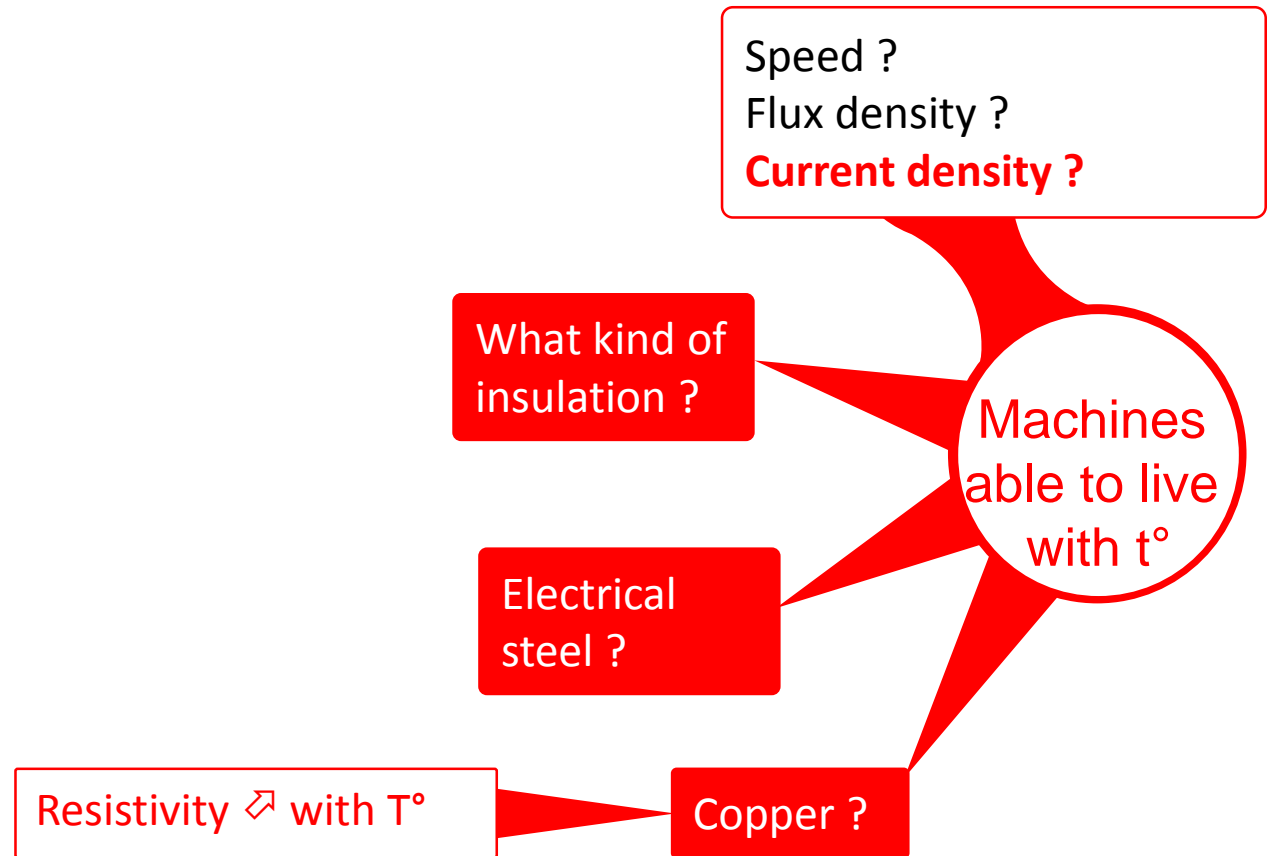 Speed ?
Flux density ?
Current density ?
What kind of
insulation ?
Machines
able to live
with t°
Electrical
steel ?
Resistivity ⬀ with T°
Copper ?